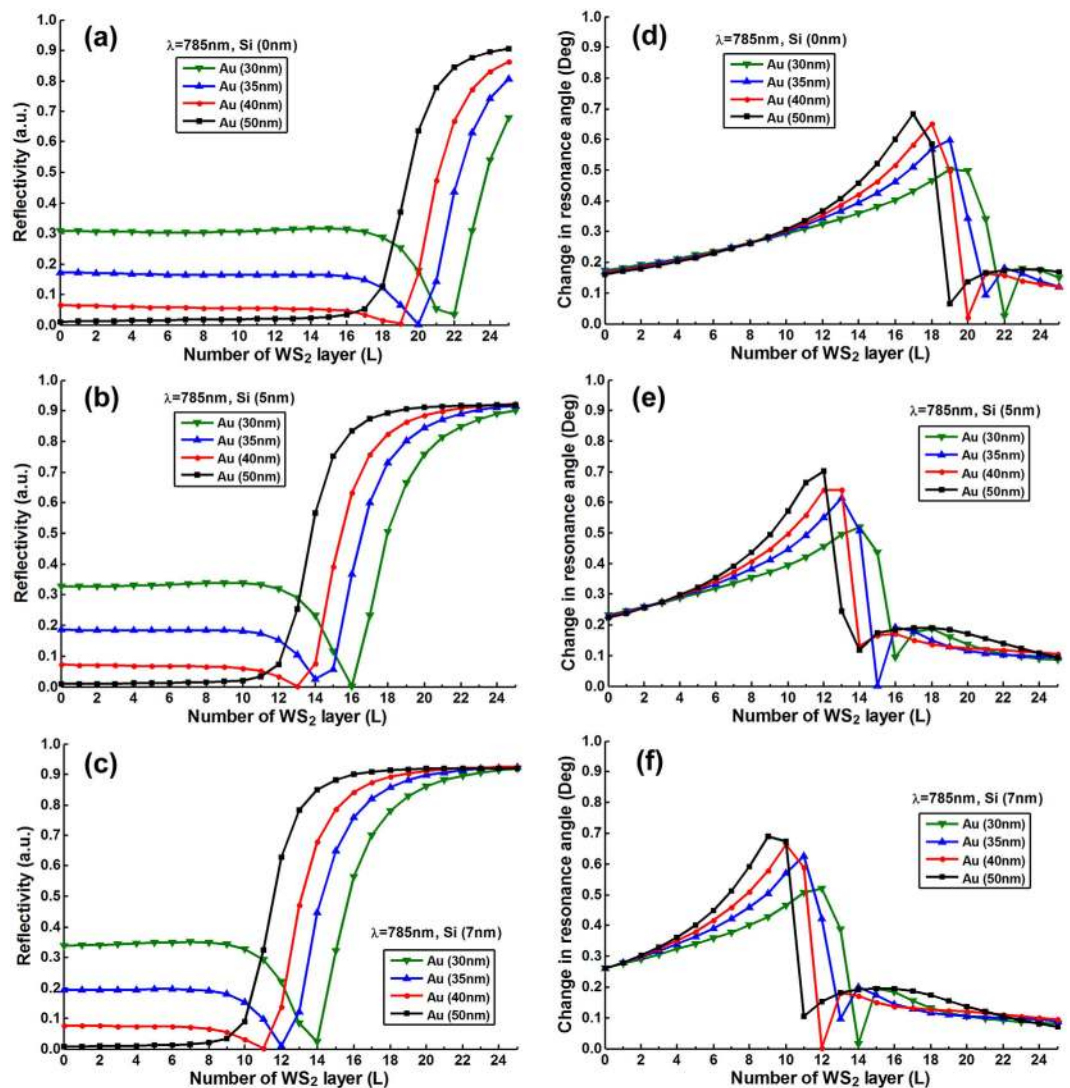 (a)
λ=785nm, Si (0nm)
Au (30nm)
Au (35nm)
Au (40nm)
Au (50nm)
Reflectivity (a.u.)
1.0
0.9
0.8
0.7
0.6
0.5
0.4
0.3
0.2
0.1
0.0
0 2 4 6 8 10 12 14 16 18 20 22 24
Number of WS₂ layer (L)
(d)
λ=785nm, Si (0nm)
Au (30nm)
Au (35nm)
Au (40nm)
Au (50nm)
Change in resonance angle (Deg)
1.0
0.9
0.8
0.7
0.6
0.5
0.4
0.3
0.2
0.1
0.0
0 2 4 6 8 10 12 14 16 18 20 22 24
Number of WS₂ layer (L)
(b)
λ=785nm, Si (5nm)
Au (30nm)
Au (35nm)
Au (40nm)
Au (50nm)
Reflectivity (a.u.)
1.0
0.9
0.8
0.7
0.6
0.5
0.4
0.3
0.2
0.1
0.0
0 2 4 6 8 10 12 14 16 18 20 22 24
Number of WS₂ layer (L)
(e)
λ=785nm, Si (5nm)
Au (30nm)
Au (35nm)
Au (40nm)
Au (50nm)
Change in resonance angle (Deg)
1.0
0.9
0.8
0.7
0.6
0.5
0.4
0.3
0.2
0.1
0.0
0 2 4 6 8 10 12 14 16 18 20 22 24
Number of WS₂ layer (L)
(c)
λ=785nm, Si (7nm)
Au (30nm)
Au (35nm)
Au (40nm)
Au (50nm)
Reflectivity (a.u.)
1.0
0.9
0.8
0.7
0.6
0.5
0.4
0.3
0.2
0.1
0.0
0 2 4 6 8 10 12 14 16 18 20 22 24
Number of WS₂ layer (L)
(f)
λ=785nm, Si (7nm)
Au (30nm)
Au (35nm)
Au (40nm)
Au (50nm)
Change in resonance angle (Deg)
1.0
0.9
0.8
0.7
0.6
0.5
0.4
0.3
0.2
0.1
0.0
0 2 4 6 8 10 12 14 16 18 20 22 24
Number of WS₂ layer (L)